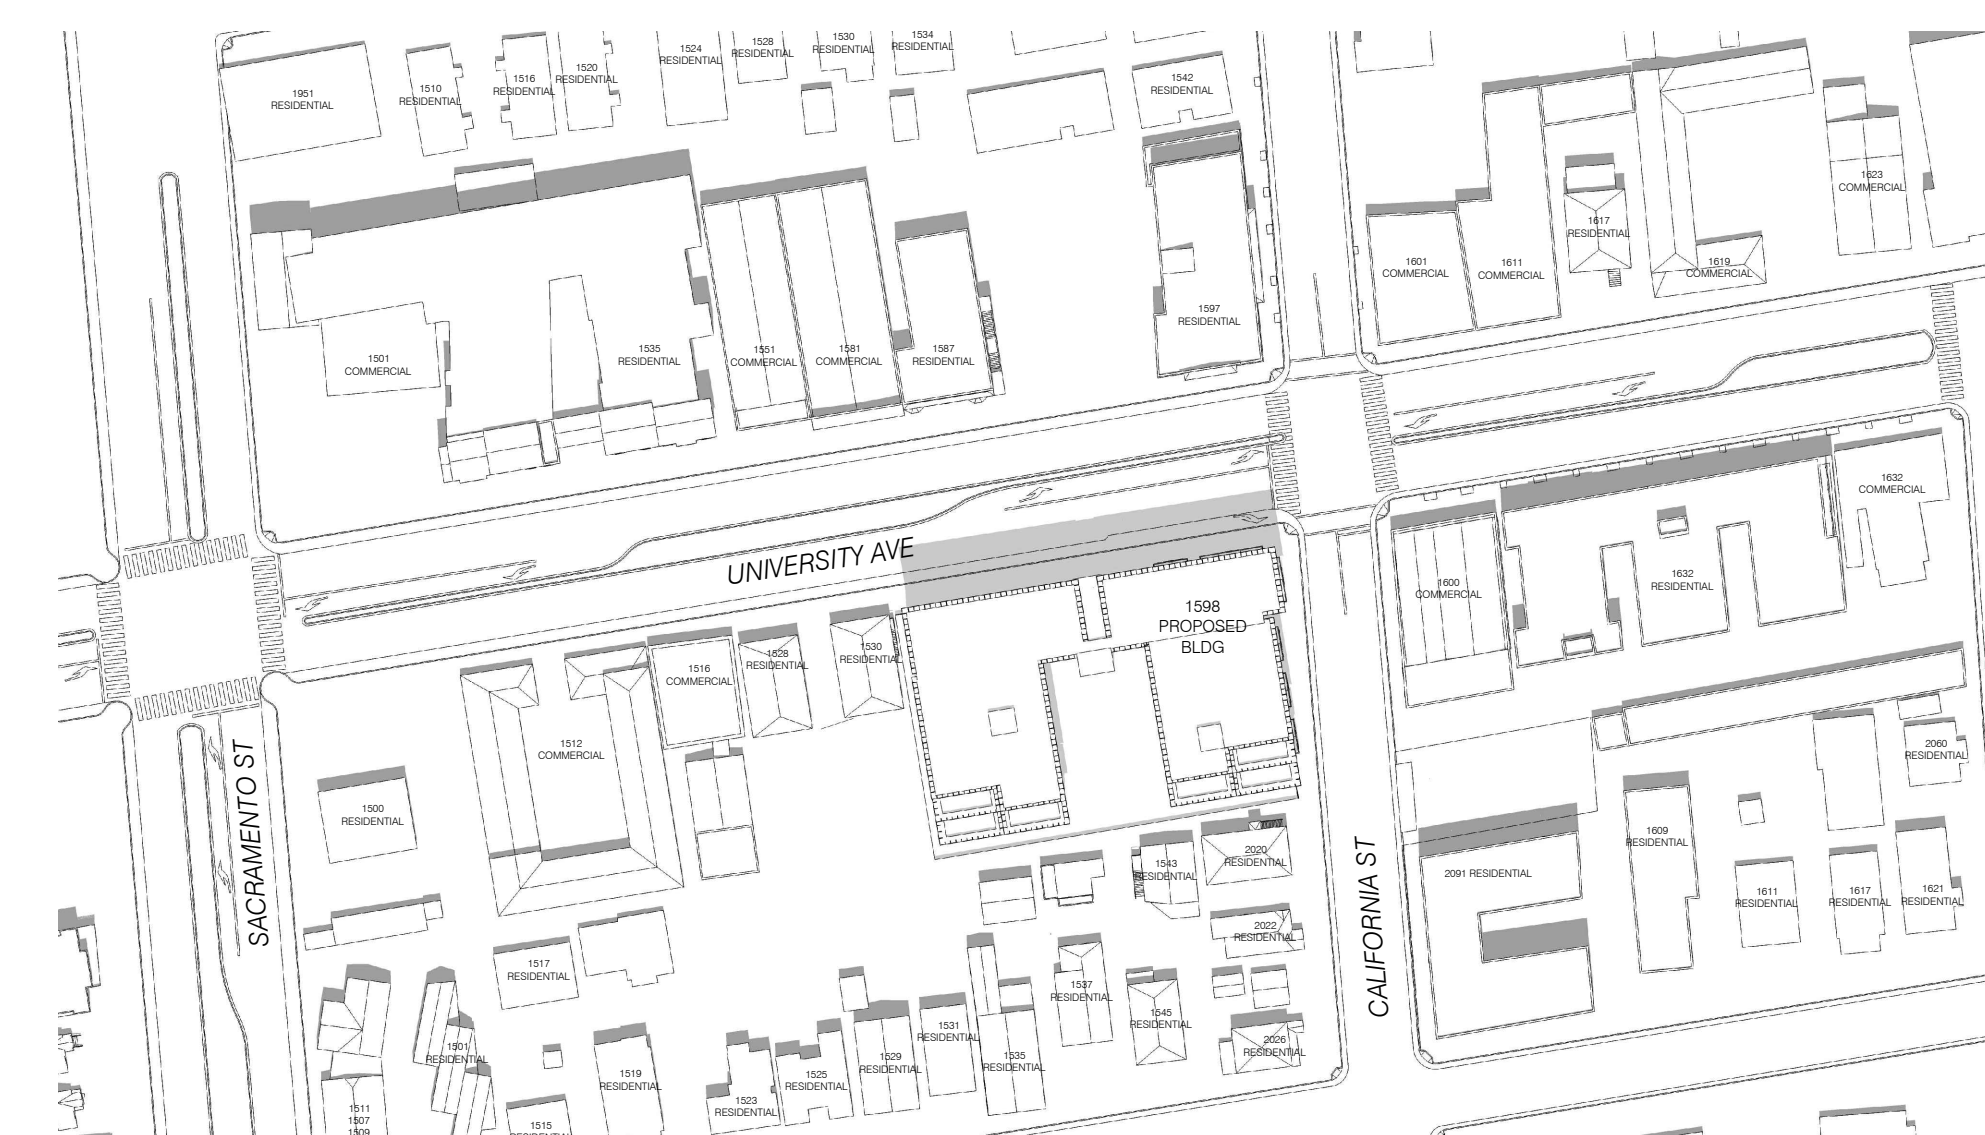 1951
RESIDENTIAL
1510
RESIDENTIAL
1516
RESIDENTIAL
1520
RESIDENTIAL
1524
RESIDENTIAL
1528
RESIDENTIAL
1530
RESIDENTIAL
1534
RESIDENTIAL
1542
RESIDENTIAL
1623
COMMERCIAL
1617
RESIDENTIAL
1601
COMMERCIAL
1611
COMMERCIAL
1619
COMMERCIAL
1597
RESIDENTIAL
1501
COMMERCIAL
1535
RESIDENTIAL
1551
COMMERCIAL
1581
COMMERCIAL
1587
RESIDENTIAL
1632
COMMERCIAL
UNIVERSITY AVE
1598
PROPOSED
BLDG
1600
COMMERCIAL
1632
RESIDENTIAL
1530
RESIDENTIAL
1528
RESIDENTIAL
1516
COMMERCIAL
1512
COMMERCIAL
SACRAMENTO ST
1500
RESIDENTIAL
2060
RESIDENTIAL
1609
RESIDENTIAL
CALIFORNIA ST
2020
RESIDENTIAL
1543
RESIDENTIAL
2091 RESIDENTIAL
1611
RESIDENTIAL
1617
RESIDENTIAL
1621
RESIDENTIAL
2022
RESIDENTIAL
1517
RESIDENTIAL
1537
RESIDENTIAL
1545
RESIDENTIAL
2026
RESIDENTIAL
1501
RESIDENTIAL
1519
RESIDENTIAL
1531
RESIDENTIAL
1529
RESIDENTIAL
1535
RESIDENTIAL
1525
RESIDENTIAL
1523
RESIDENTIAL
1511
1507
1509
1515
RESIDENTIAL